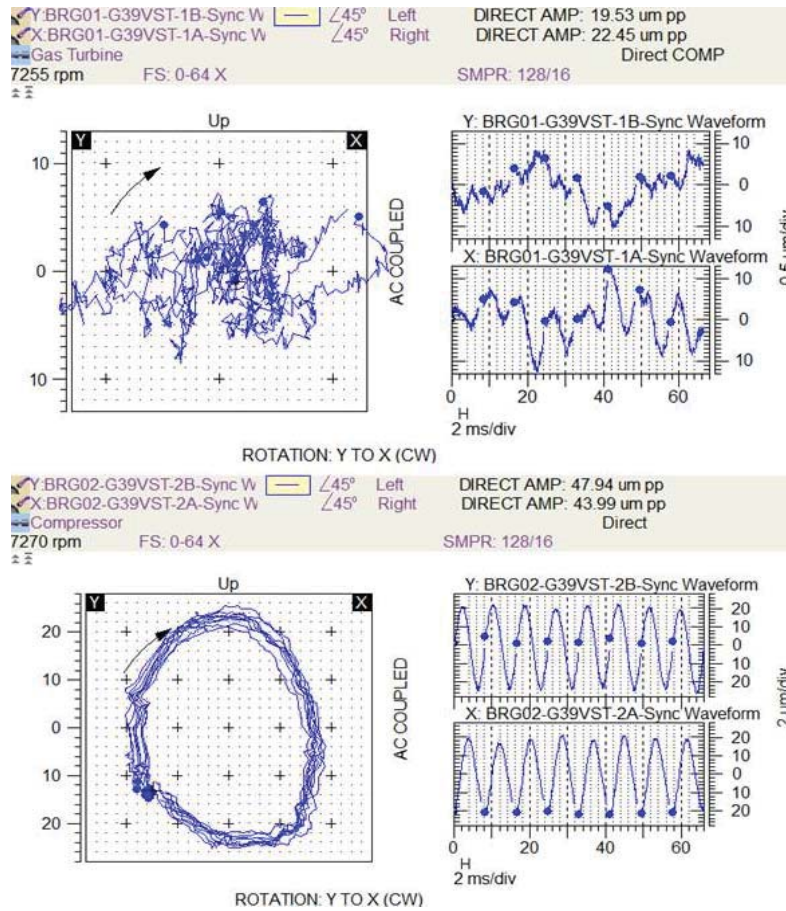 Y:BRG01-G39VST-1B-Sync W ∠45° Left DIRECT AMP: 19.53 um pp
X:BRG01-G39VST-1A-Sync W ∠45° Right DIRECT AMP: 22.45 um pp
Gas Turbine Direct COMP
7255 rpm FS: 0-64 X SMPR: 128/16
Up
Y X
10
0
10
AC COUPLED
Y: BRG01-G39VST-1B-Sync Waveform
10
0
10
0.5 um/div
X: BRG01-G39VST-1A-Sync Waveform
10
0
10
0 20 40 60
H
2 ms/div
ROTATION: Y TO X (CW)
Y:BRG02-G39VST-2B-Sync W ∠45° Left DIRECT AMP: 47.94 um pp
X:BRG02-G39VST-2A-Sync W ∠45° Right DIRECT AMP: 43.99 um pp
Compressor Direct
7270 rpm FS: 0-64 X SMPR: 128/16
Up
Y X
20
10
0
10
20
AC COUPLED
Y: BRG02-G39VST-2B-Sync Waveform
20
10
0
10
20
2 um/div
X: BRG02-G39VST-2A-Sync Waveform
20
10
0
10
20
0 20 40 60
H
2 ms/div
ROTATION: Y TO X (CW)